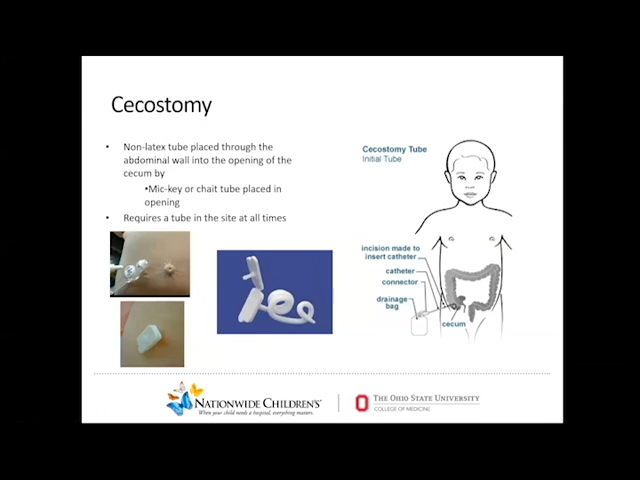 Cecostomy
• Non-latex tube placed through the
abdominal wall into the opening of the
cecum by
•Mic-key or chait tube placed in
opening
• Requires a tube in the site at all times
Cecostomy Tube
Initial Tube
incision made to
insert catheter
catheter
connector
drainage
bag
cecum
NATIONWIDE CHILDREN'S
When your child needs a hospital, everything matters.
THE OHIO STATE UNIVERSITY
COLLEGE OF MEDICINE